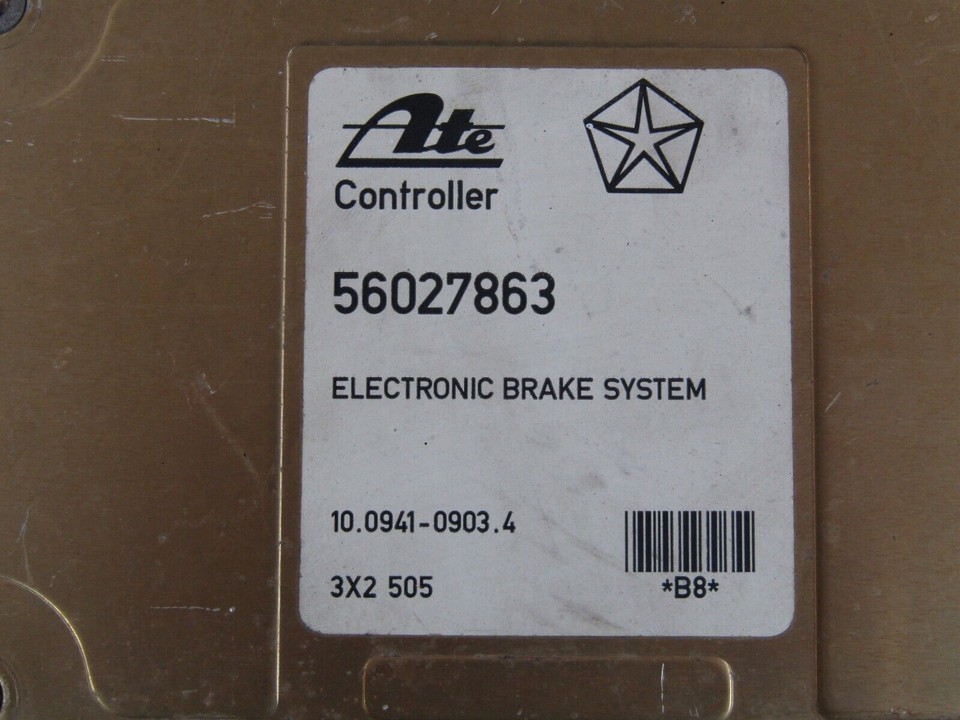 Ate
Controller
56027863
ELECTRONIC BRAKE SYSTEM
10.0941-0903.4
3X2 505
*B8*